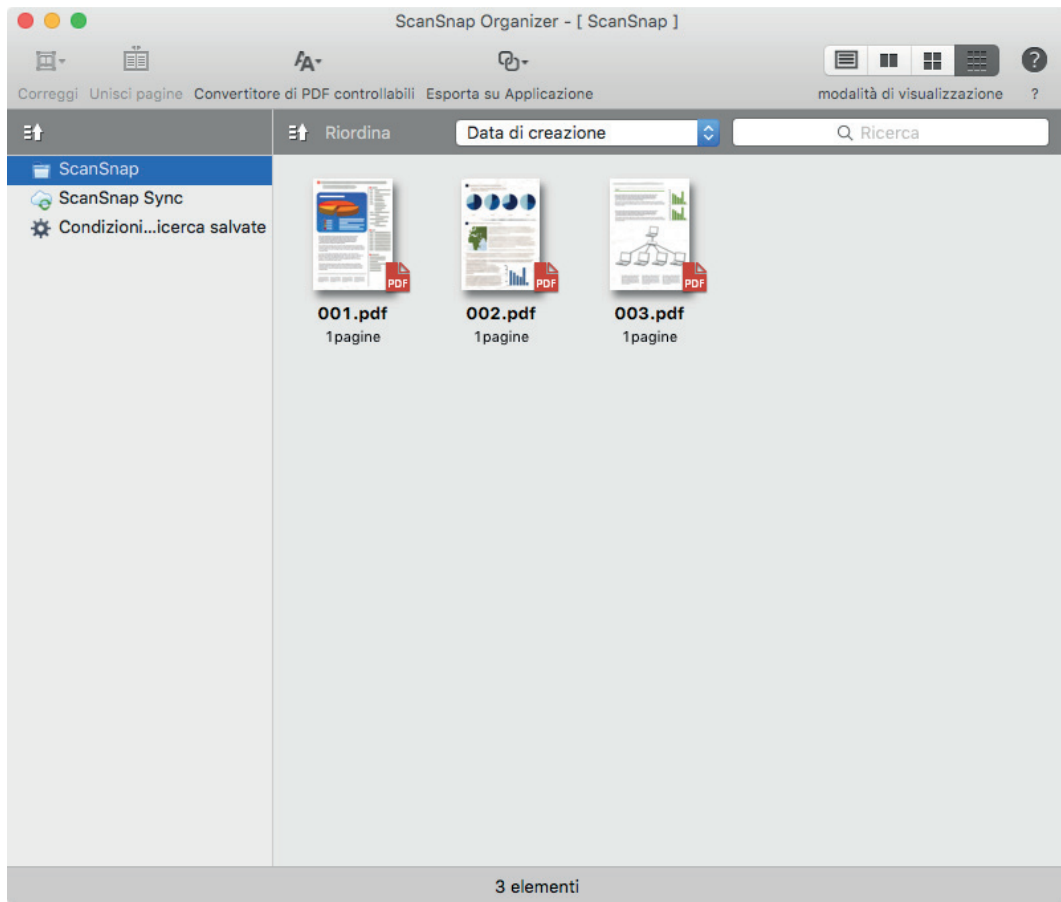 ScanSnap Organizer - [ ScanSnap ]
Correggi Unisci pagine Convertitore di PDF controllabili Esporta su Applicazione modalità di visualizzazione ?
Riordina Data di creazione Ricerca
ScanSnap
ScanSnap Sync
Condizioni...icerca salvate
PDF PDF PDF
001.pdf 002.pdf 003.pdf
1pagine 1pagine 1pagine
3 elementi